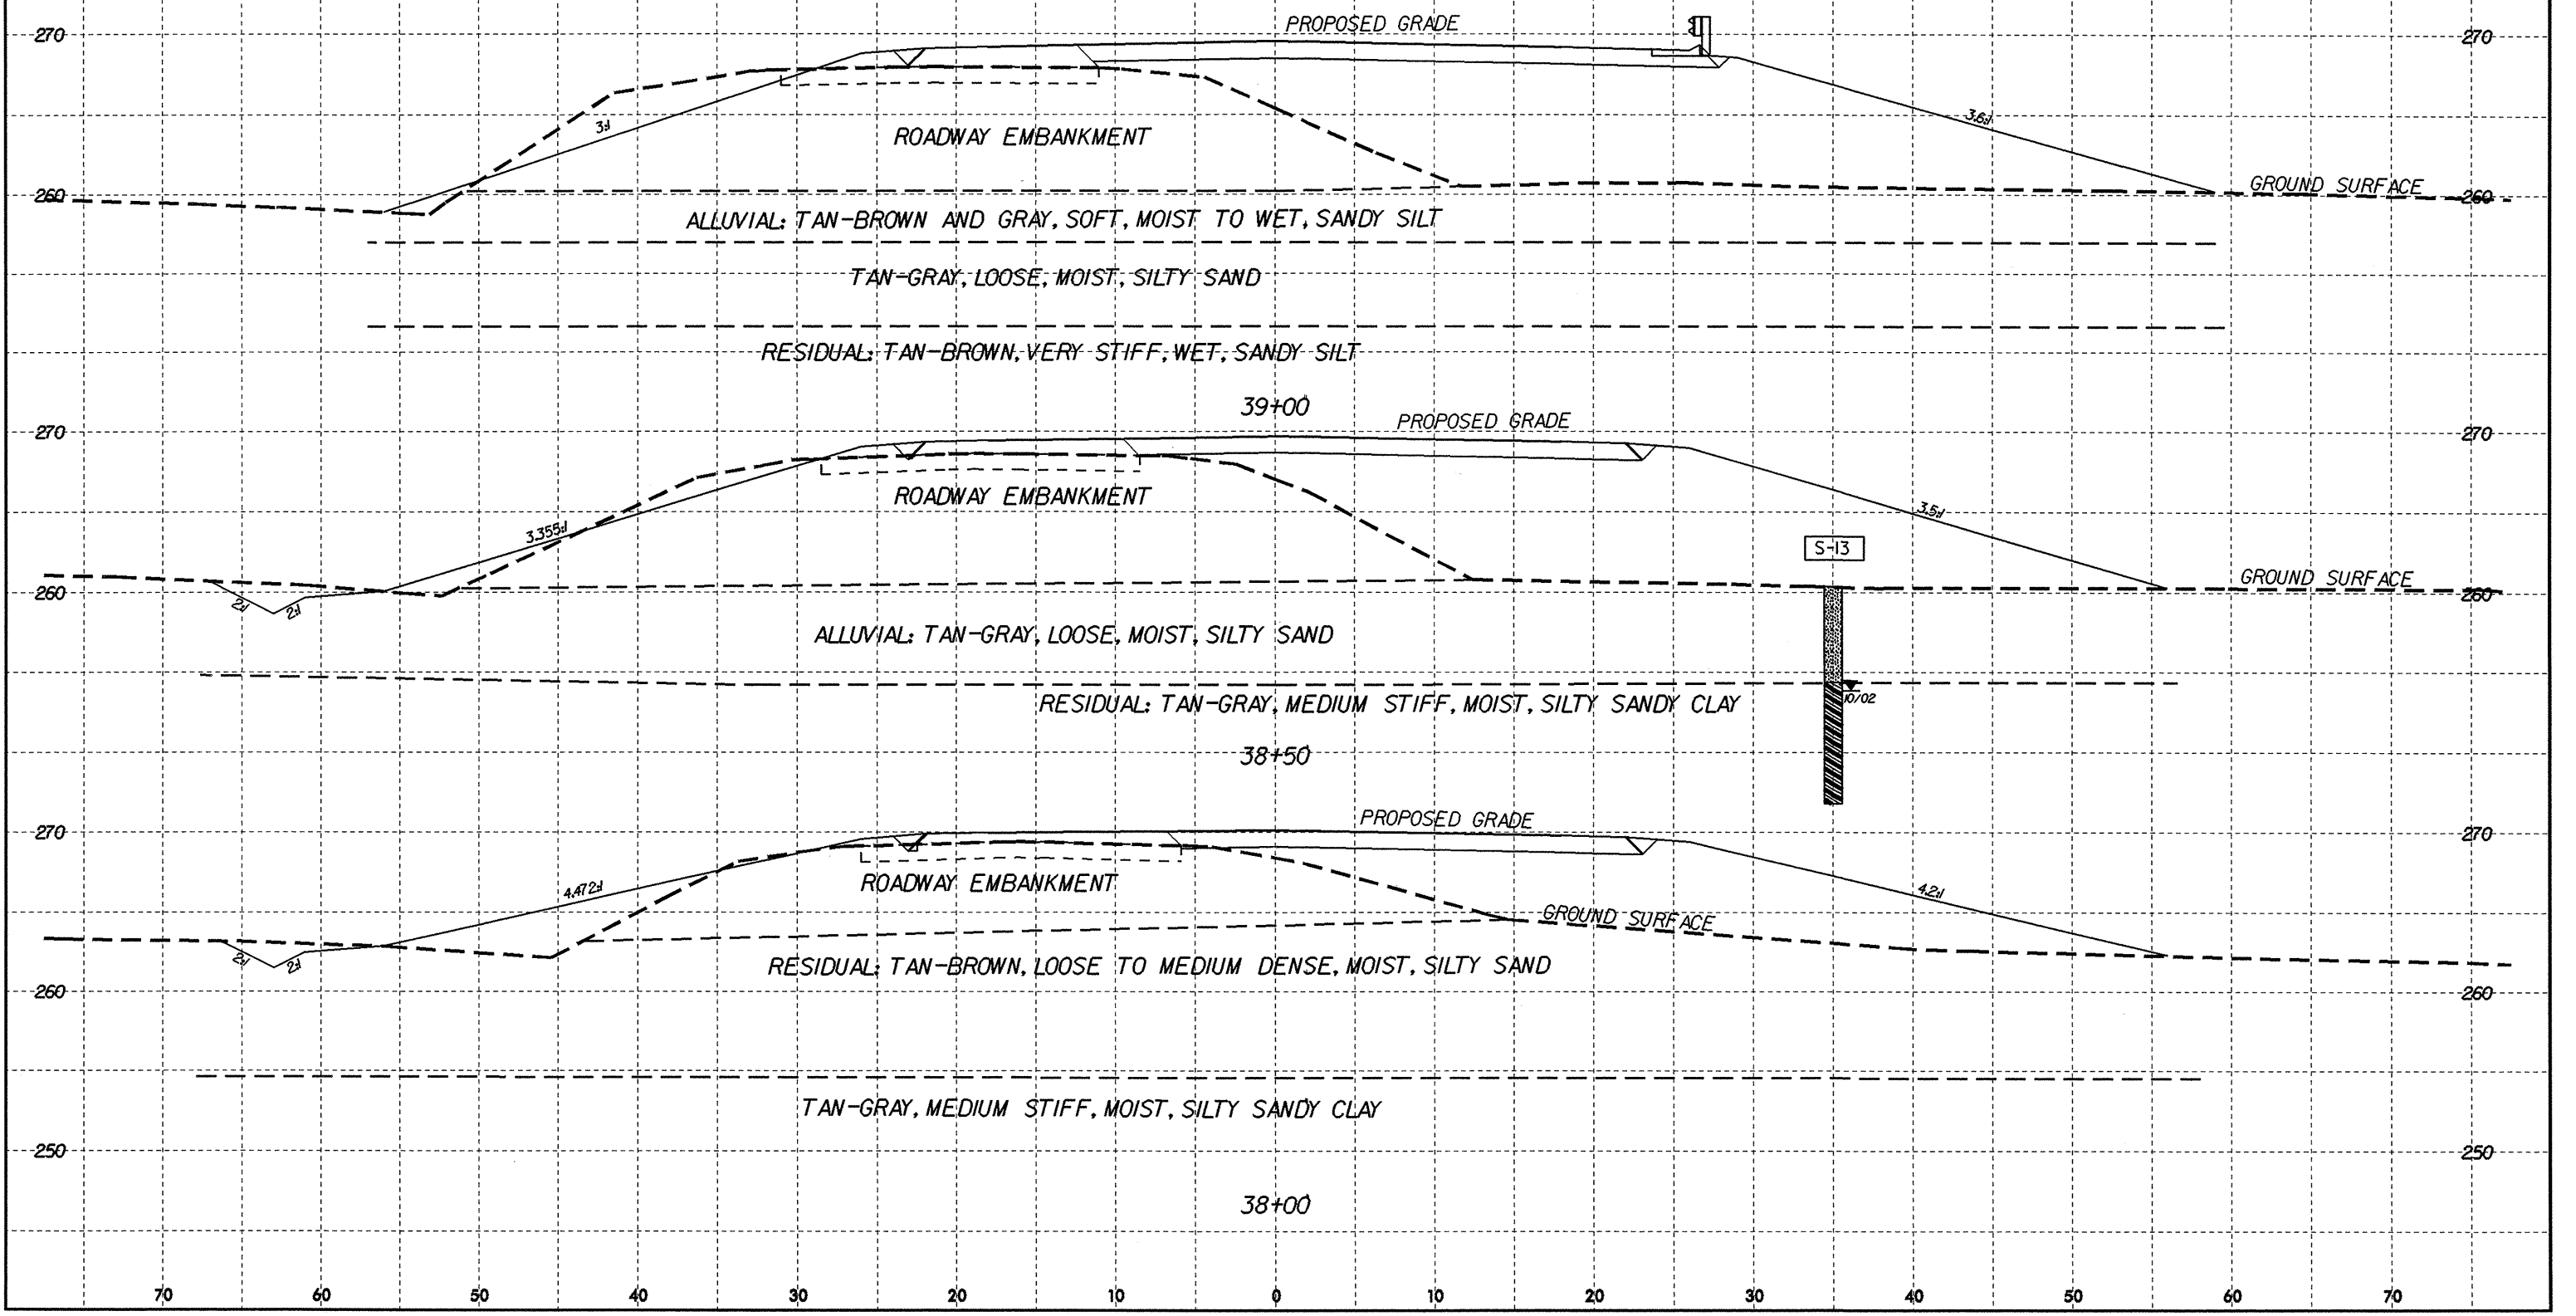 PROPOSED GRADE
270 270
3:1 ROADWAY EMBANKMENT 3.6:1
260 GROUND SURFACE 260
ALLUVIAL: TAN-BROWN AND GRAY, SOFT, MOIST TO WET, SANDY SILT
TAN-GRAY, LOOSE, MOIST, SILTY SAND
RESIDUAL: TAN-BROWN, VERY STIFF, WET, SANDY SILT
39+00
PROPOSED GRADE
270 270
ROADWAY EMBANKMENT
3.355:1 3.5:1
S-13
GROUND SURFACE
260 260
2:1 2:1
ALLUVIAL: TAN-GRAY, LOOSE, MOIST, SILTY SAND
RESIDUAL: TAN-GRAY, MEDIUM STIFF, MOIST, SILTY SANDY CLAY
10/02
38+50
PROPOSED GRADE
270 270
4.472:1 ROADWAY EMBANKMENT 4.2:1
GROUND SURFACE
2:1 2:1
RESIDUAL: TAN-BROWN, LOOSE TO MEDIUM DENSE, MOIST, SILTY SAND
260 260
TAN-GRAY, MEDIUM STIFF, MOIST, SILTY SANDY CLAY
250 250
38+00
70 60 50 40 30 20 10 0 10 20 30 40 50 60 70